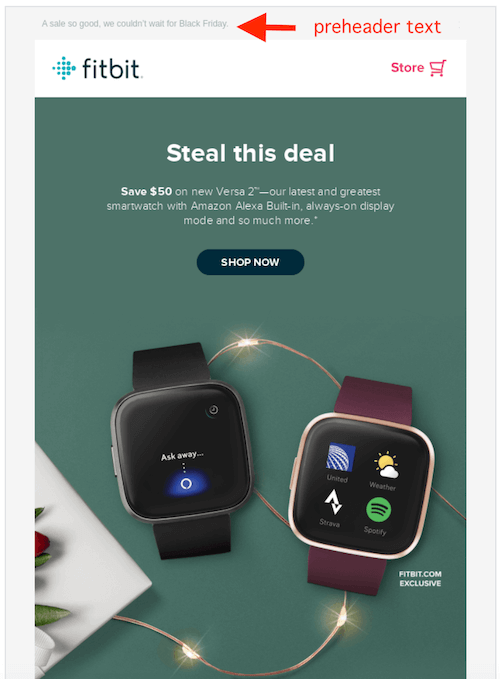 A sale so good, we couldn't wait for Black Friday.
preheader text
fitbit.
Store
Steal this deal
Save $50 on new Versa 2™—our latest and greatest
smartwatch with Amazon Alexa Built-in, always-on display
mode and so much more.*
SHOP NOW
Ask away...
United
Weather
Strava
Spotify
FITBIT.COM
EXCLUSIVE